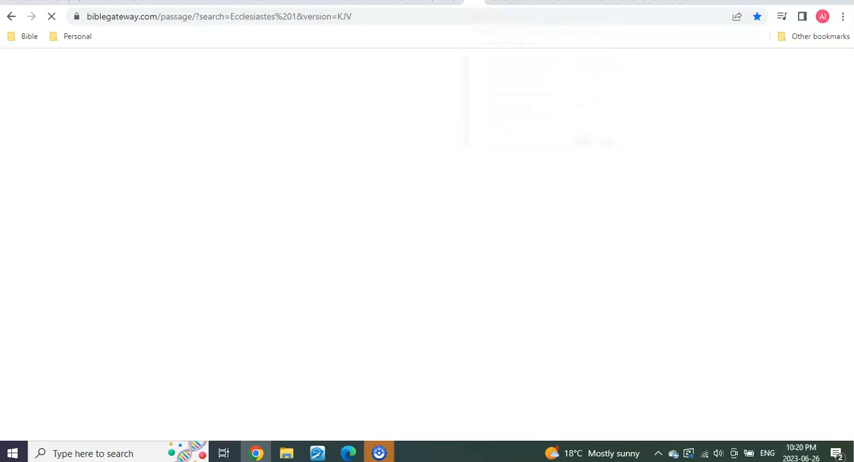 biblegateway.com/passage/?search=Ecclesiastes%201&version=KJV
AI
Bible
Personal
Other bookmarks
Type here to search
18°C Mostly sunny
ENG
10:20 PM
2023-06-26
2